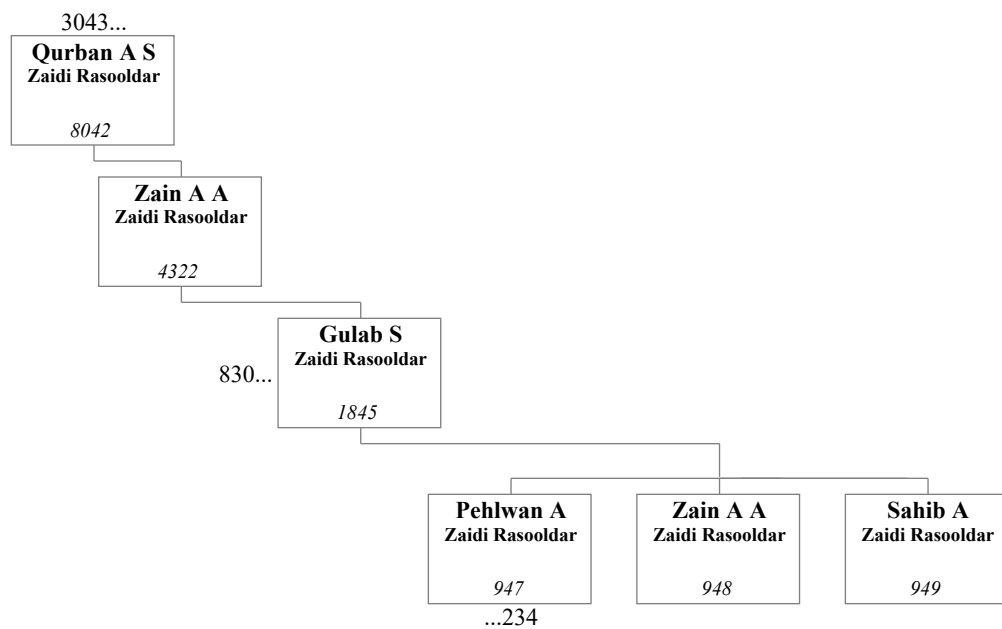 3043...
Qurban A S
Zaidi Rasooldar
8042
Zain A A
Zaidi Rasooldar
4322
Gulab S
Zaidi Rasooldar
830...
1845
Pehlwan A
Zaidi Rasooldar
947
...234
Zain A A
Zaidi Rasooldar
948
Sahib A
Zaidi Rasooldar
949